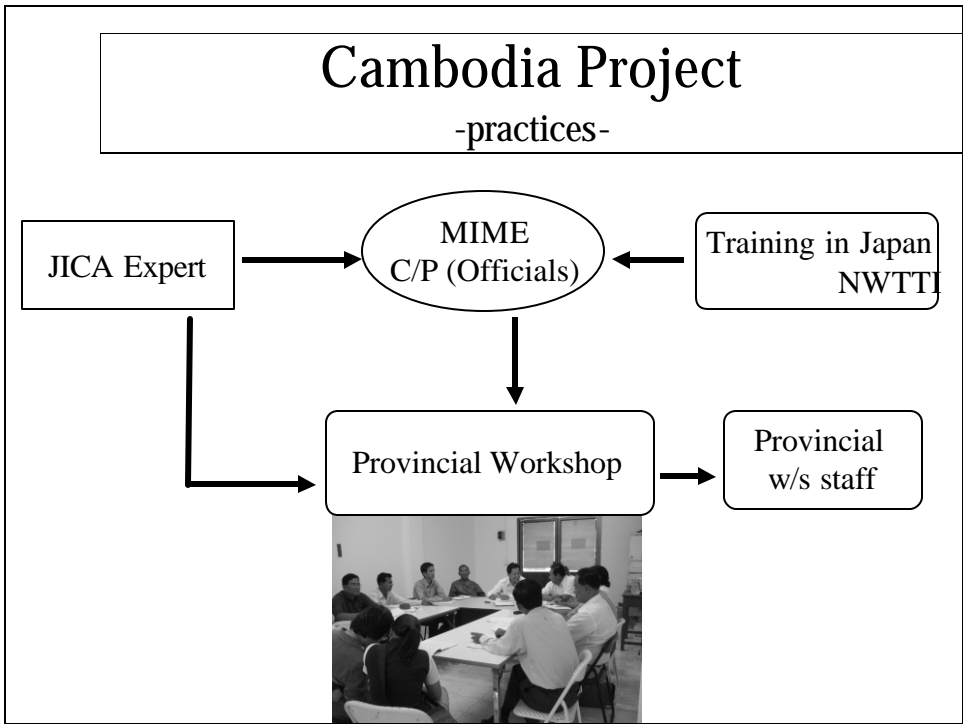 Cambodia Project
-practices-
JICA Expert
MIME
C/P (Officials)
Training in Japan
NWTTI
Provincial Workshop
Provincial
w/s staff